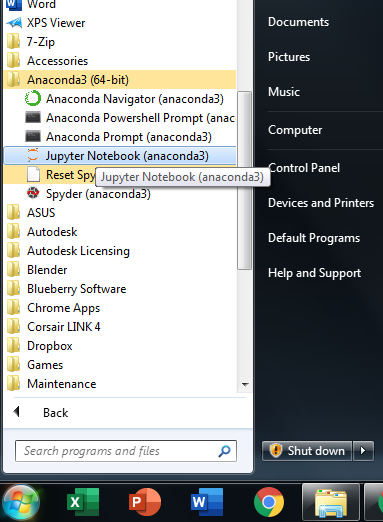 Word
XPS Viewer
7-Zip
Accessories
Anaconda3 (64-bit)
Anaconda Navigator (anaconda3)
Anaconda Powershell Prompt (anac
Anaconda Prompt (anaconda3)
Jupyter Notebook (anaconda3)
Reset Spy
Jupyter Notebook (anaconda3)
Spyder (anaconda3)
ASUS
Autodesk
Autodesk Licensing
Blender
Blueberry Software
Chrome Apps
Corsair LINK 4
Dropbox
Games
Maintenance
Back
Search programs and files
Documents
Pictures
Music
Computer
Control Panel
Devices and Printers
Default Programs
Help and Support
Shut down